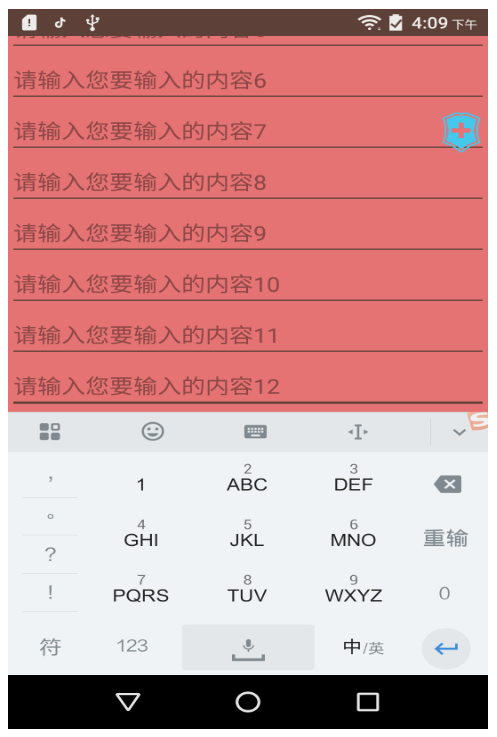 4:09 下午
请输入您要输入的内容6
请输入您要输入的内容7
请输入您要输入的内容8
请输入您要输入的内容9
请输入您要输入的内容10
请输入您要输入的内容11
请输入您要输入的内容12
, 1 2 ABC 3 DEF
。 4 GHI 5 JKL 6 MNO 重输
?
! 7 PQRS 8 TUV 9 WXYZ 0
符 123 中/英